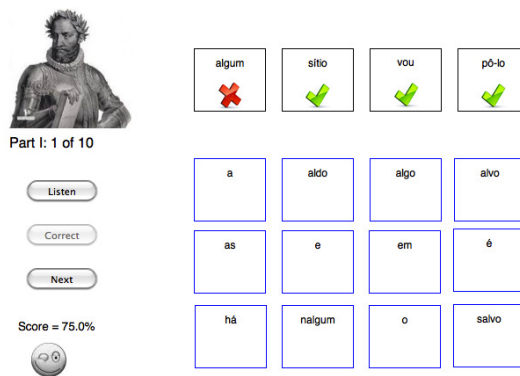 algum sítio vou pô-lo
Part I: 1 of 10
a aldo algo alvo
Listen
Correct
as e em é
Next
há nalgum o salvo
Score = 75.0%